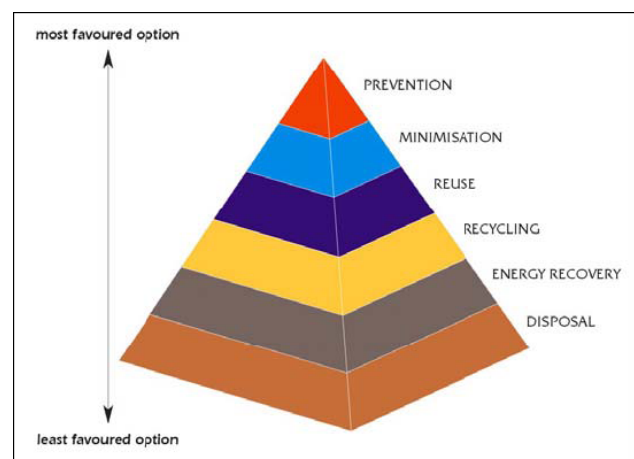 most favoured option
PREVENTION
MINIMISATION
REUSE
RECYCLING
ENERGY RECOVERY
DISPOSAL
least favoured option